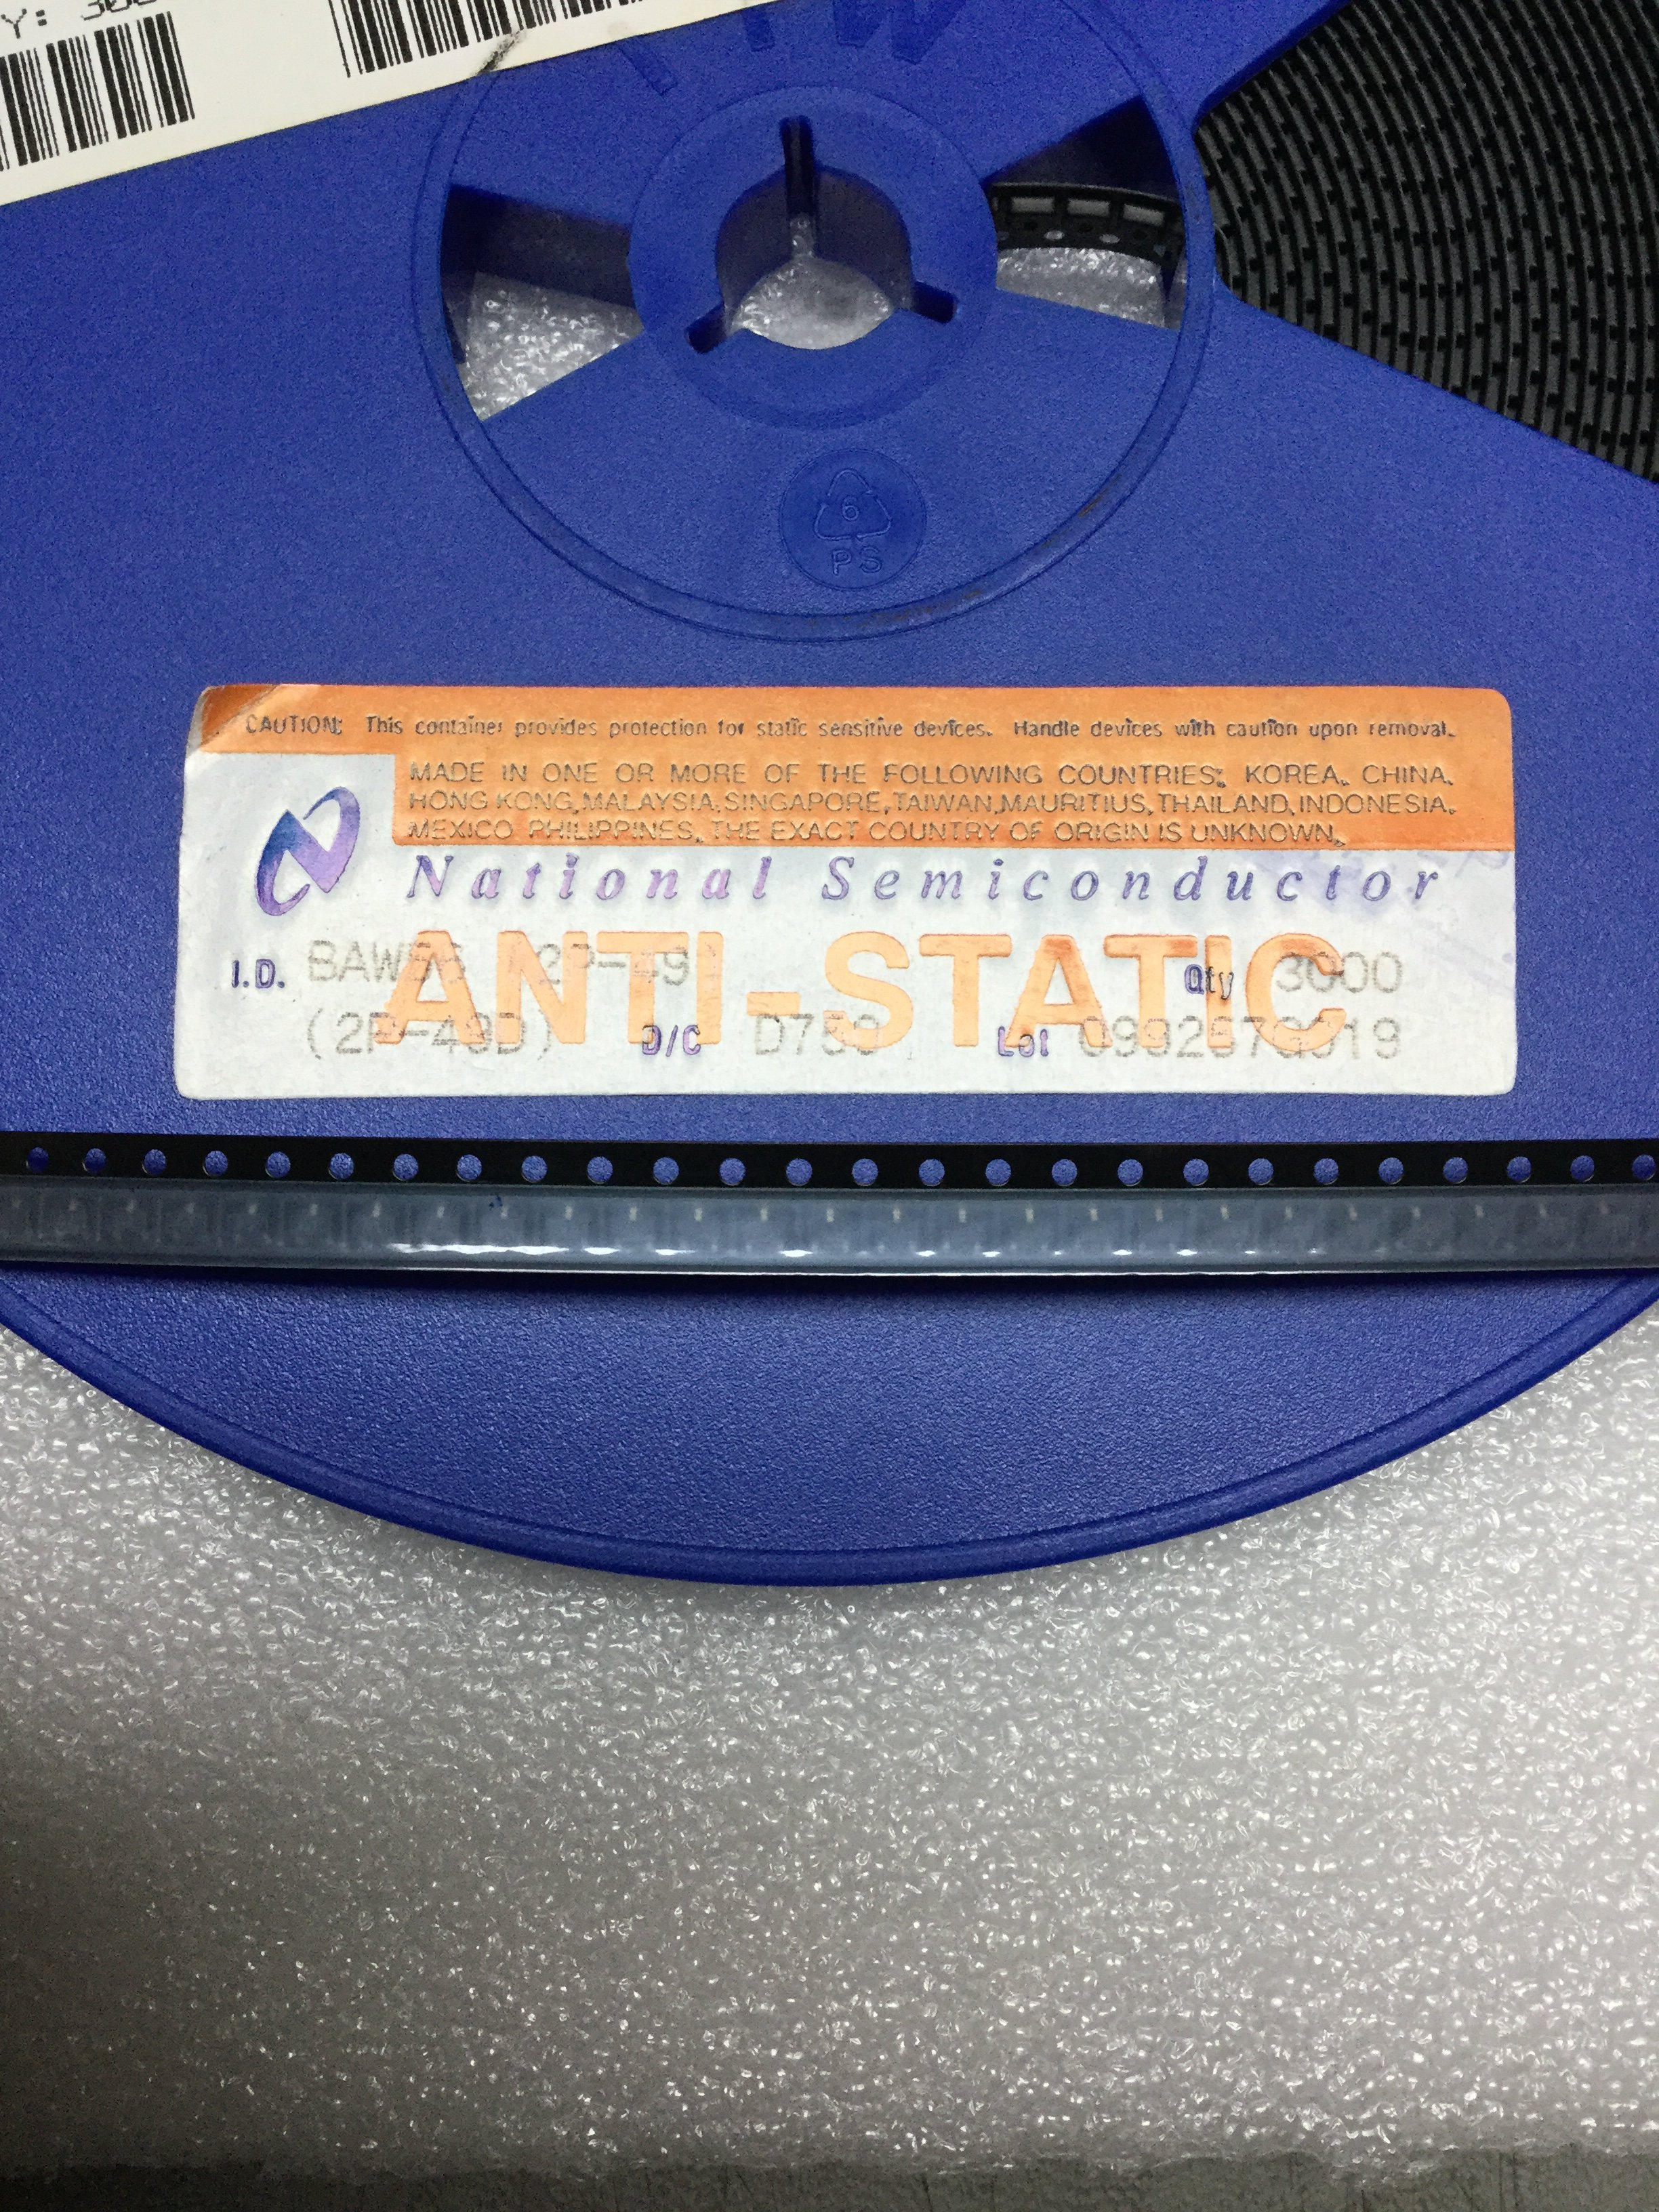 Y:
6
PS
CAUTION: This container provides protection for static sensitive devices. Handle devices with caution upon removal.
MADE IN ONE OR MORE OF THE FOLLOWING COUNTRIES: KOREA, CHINA,
HONG KONG, MALAYSIA, SINGAPORE, TAIWAN, MAURITIUS, THAILAND, INDONESIA,
MEXICO PHILIPPINES, THE EXACT COUNTRY OF ORIGIN IS UNKNOWN.
National Semiconductor
ANTI-STATIC
I.D. Qty 3000
D/C Lot